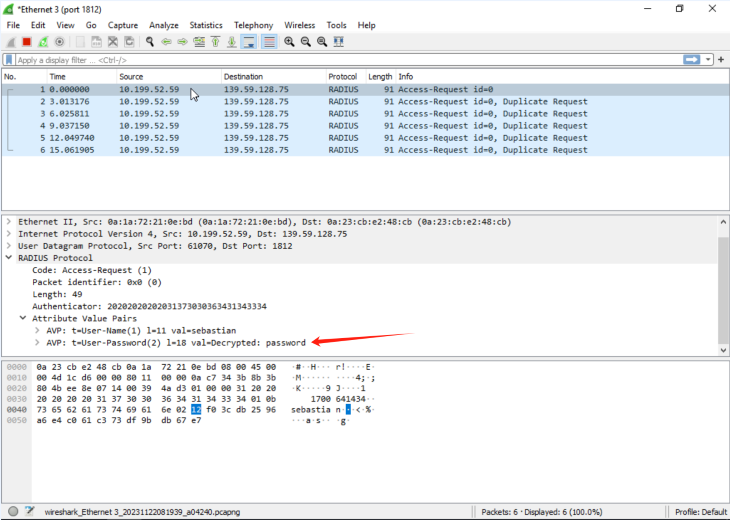 *Ethernet 3 (port 1812)
File Edit View Go Capture Analyze Statistics Telephony Wireless Tools Help
Apply a display filter ... <Ctrl-/>
No. Time Source Destination Protocol Length Info
1 0.000000 10.199.52.59 139.59.128.75 RADIUS 91 Access-Request id=0
2 3.013176 10.199.52.59 139.59.128.75 RADIUS 91 Access-Request id=0, Duplicate Request
3 6.025811 10.199.52.59 139.59.128.75 RADIUS 91 Access-Request id=0, Duplicate Request
4 9.037150 10.199.52.59 139.59.128.75 RADIUS 91 Access-Request id=0, Duplicate Request
5 12.049740 10.199.52.59 139.59.128.75 RADIUS 91 Access-Request id=0, Duplicate Request
6 15.061905 10.199.52.59 139.59.128.75 RADIUS 91 Access-Request id=0, Duplicate Request
Ethernet II, Src: 0a:1a:72:21:0e:bd (0a:1a:72:21:0e:bd), Dst: 0a:23:cb:e2:48:cb (0a:23:cb:e2:48:cb)
Internet Protocol Version 4, Src: 10.199.52.59, Dst: 139.59.128.75
User Datagram Protocol, Src Port: 61070, Dst Port: 1812
RADIUS Protocol
Code: Access-Request (1)
Packet identifier: 0x0 (0)
Length: 49
Authenticator: 20202020202031373030363431343334
Attribute Value Pairs
AVP: t=User-Name(1) l=11 val=sebastian
AVP: t=User-Password(2) l=18 val=Decrypted: password
0000 0a 23 cb e2 48 cb 0a 1a 72 21 0e bd 08 00 45 00 ·#··H··· r!····E·
0010 00 4d 1c d6 00 00 80 11 00 00 0a c7 34 3b 8b 3b ·M······ ····4;·;
0020 80 4b ee 8e 07 14 00 39 4a d3 01 00 00 31 20 20 ·K·····9 J····1
0030 20 20 20 20 31 37 30 30 36 34 31 34 33 34 01 0b 1700 641434··
0040 73 65 62 61 73 74 69 61 6e 02 12 f0 3c db 25 96 sebastia n···<·%·
0050 a6 e4 c0 61 c3 73 df 9b db 67 e7 ···a·s·· ·g·
wireshark_Ethernet 3_20231122081939_a04240.pcapng Packets: 6 · Displayed: 6 (100.0%) Profile: Default